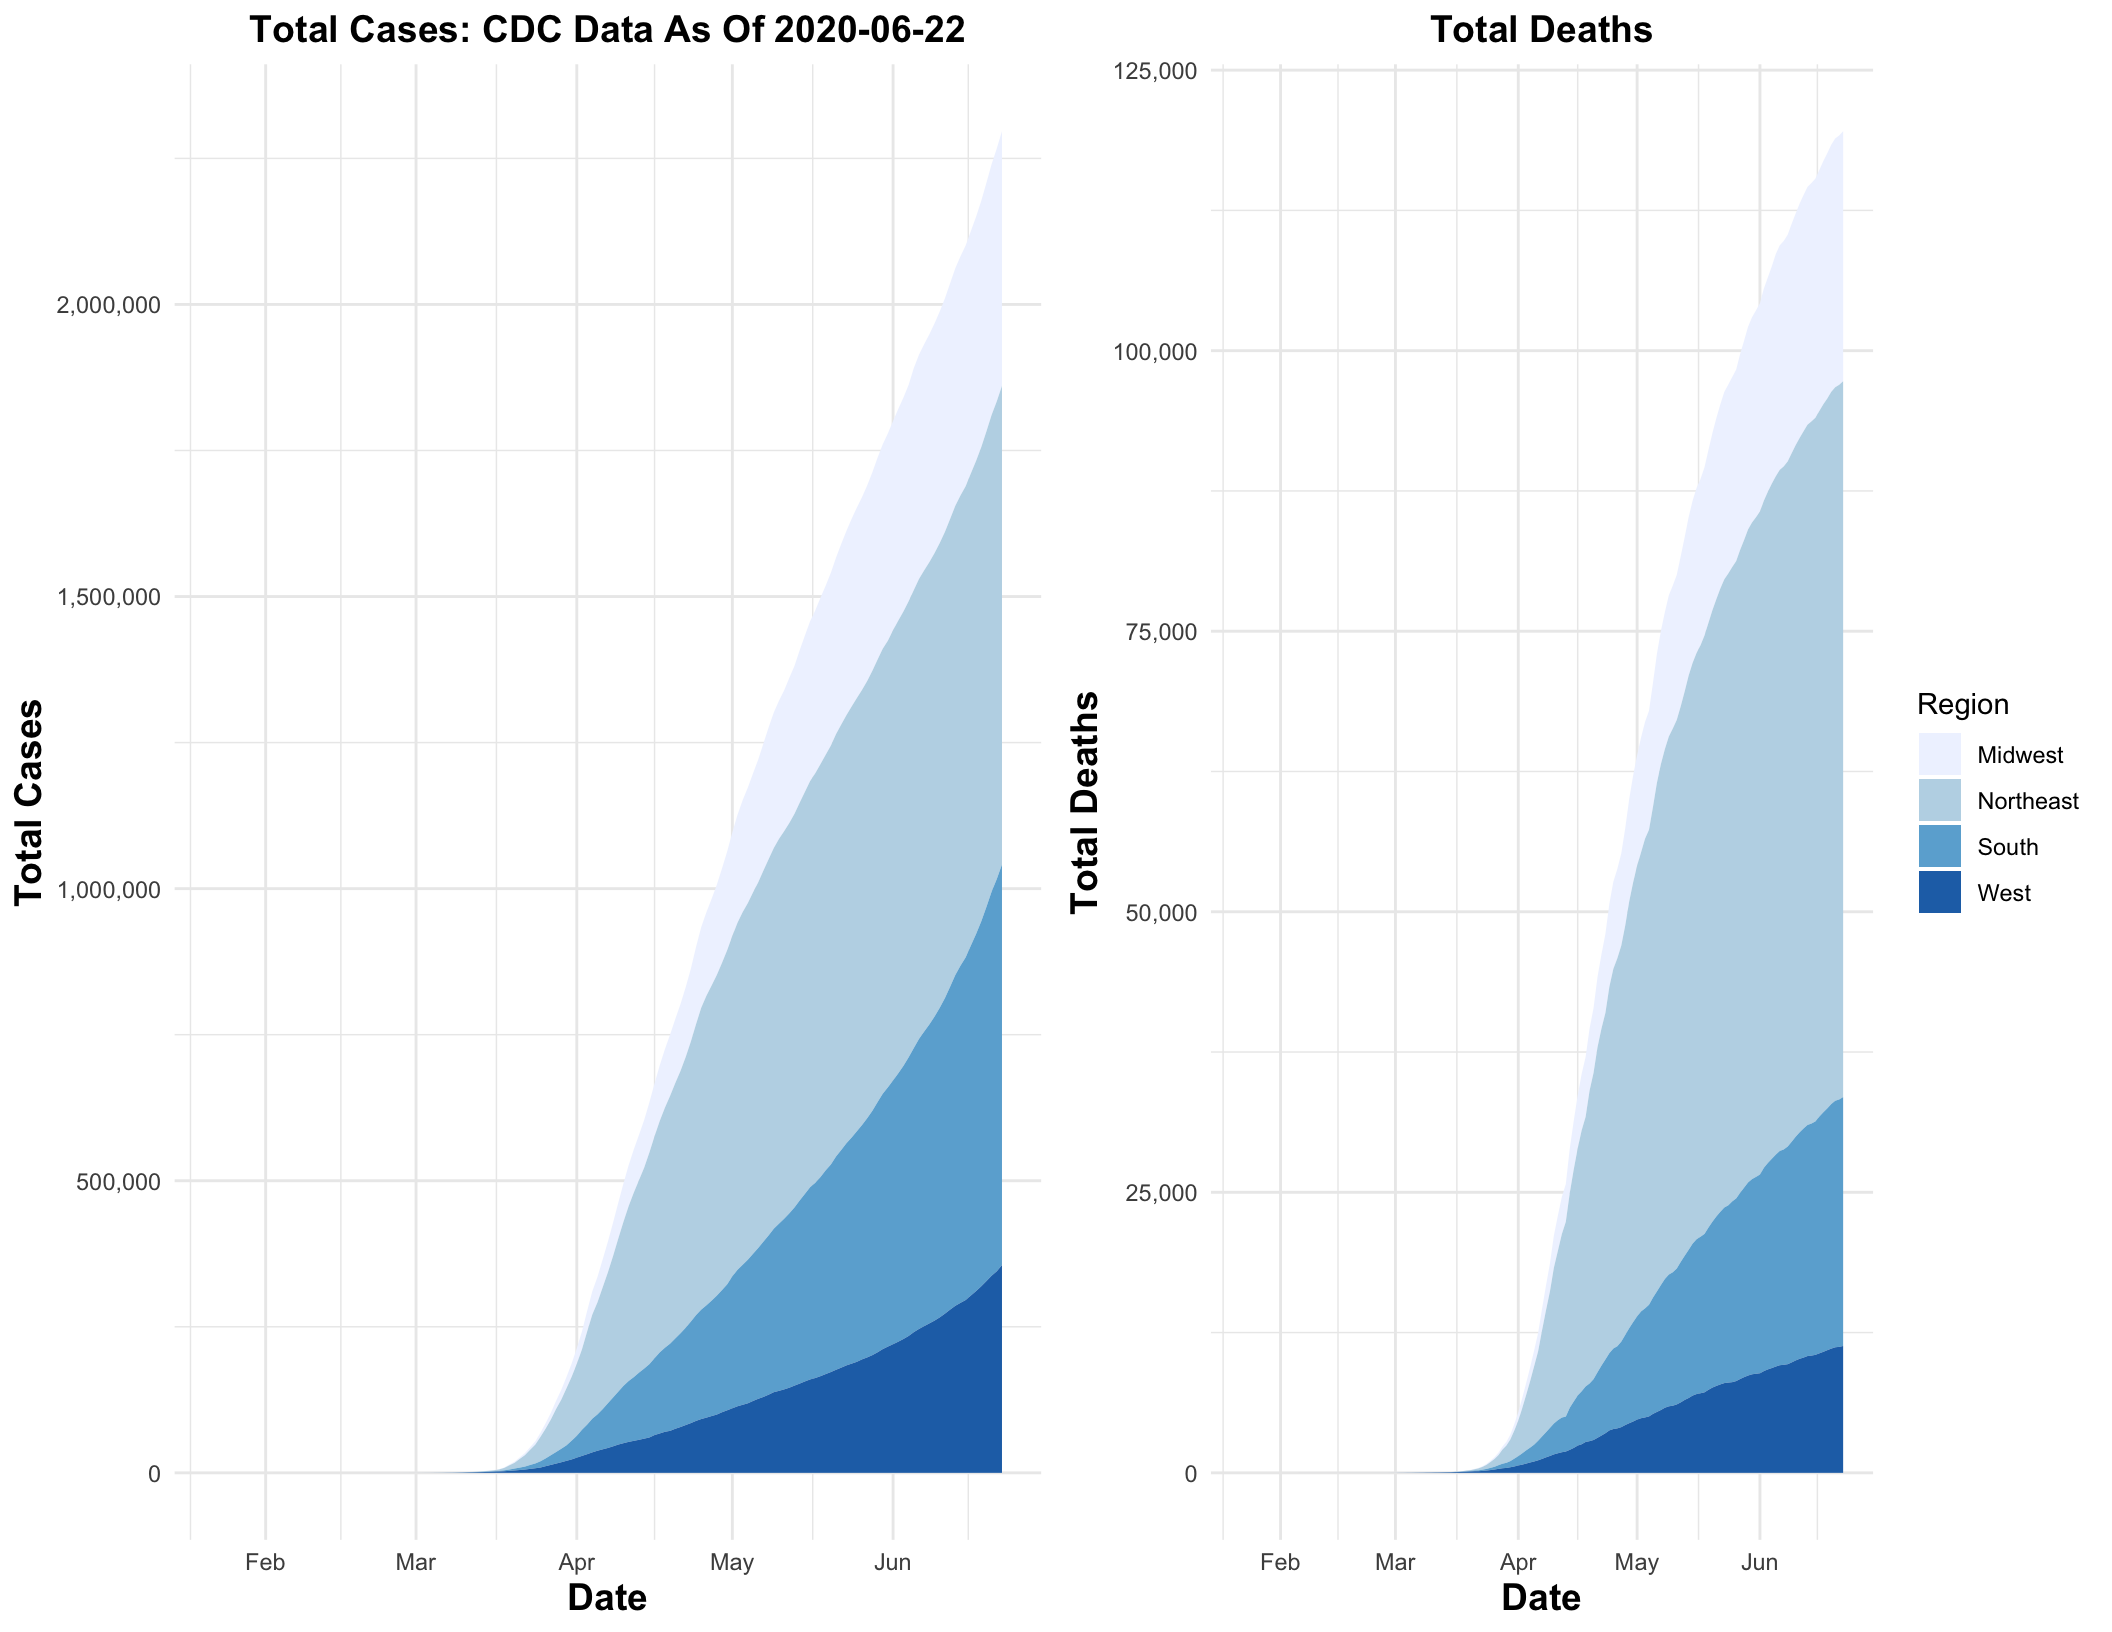 Total Cases: CDC Data As Of 2020-06-22
Total Cases
2,000,000
1,500,000
1,000,000
500,000
0
Feb Mar Apr May Jun
Date
Total Deaths
Total Deaths
125,000
100,000
75,000
50,000
25,000
0
Feb Mar Apr May Jun
Date
Region
Midwest
Northeast
South
West